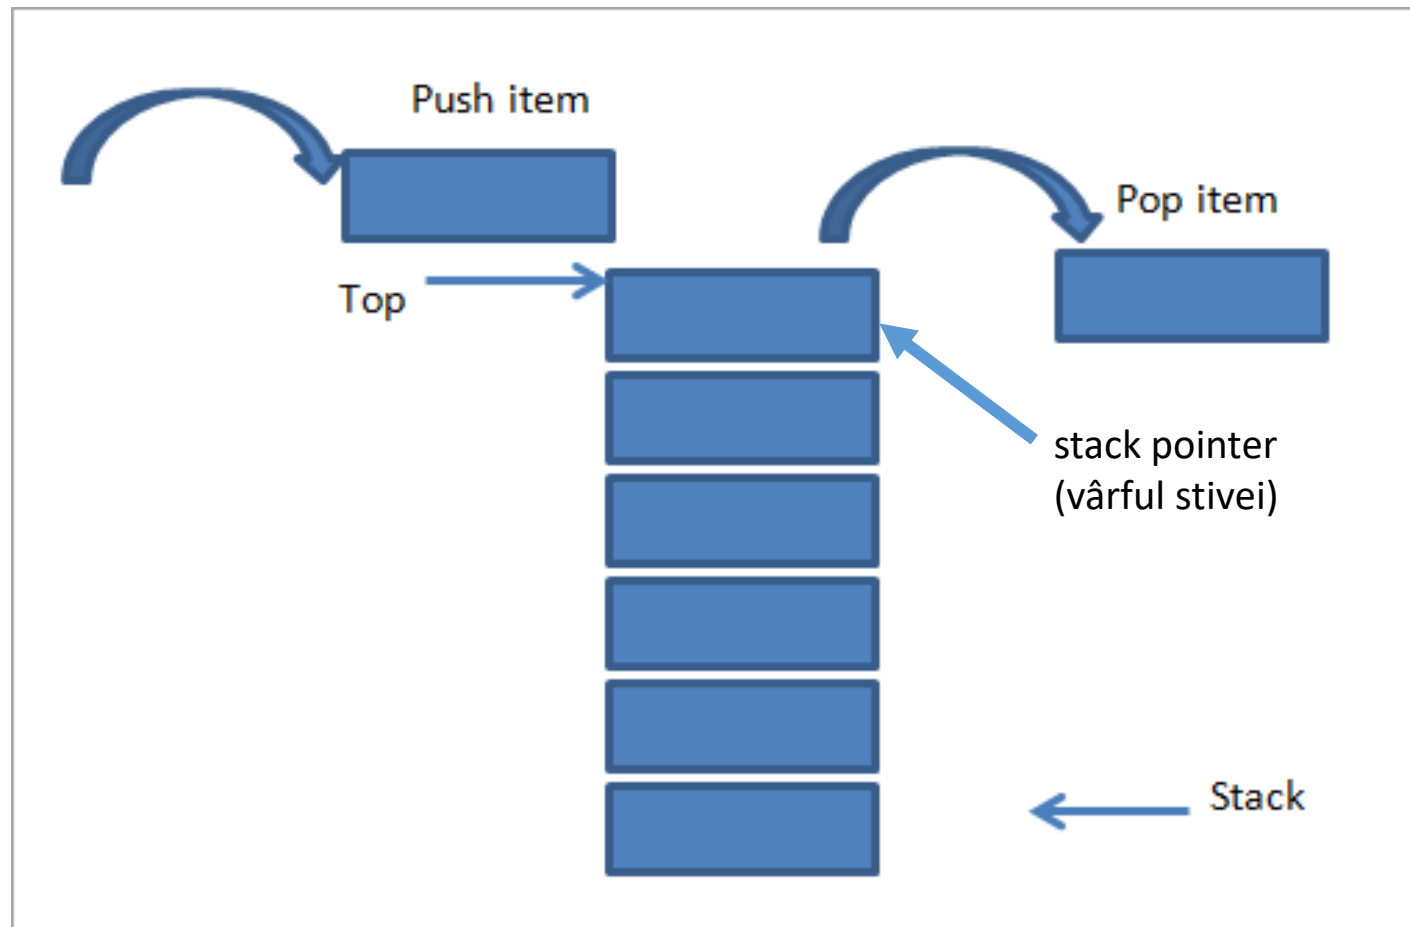 Push item
Pop item
Top
stack pointer
(vârful stivei)
Stack